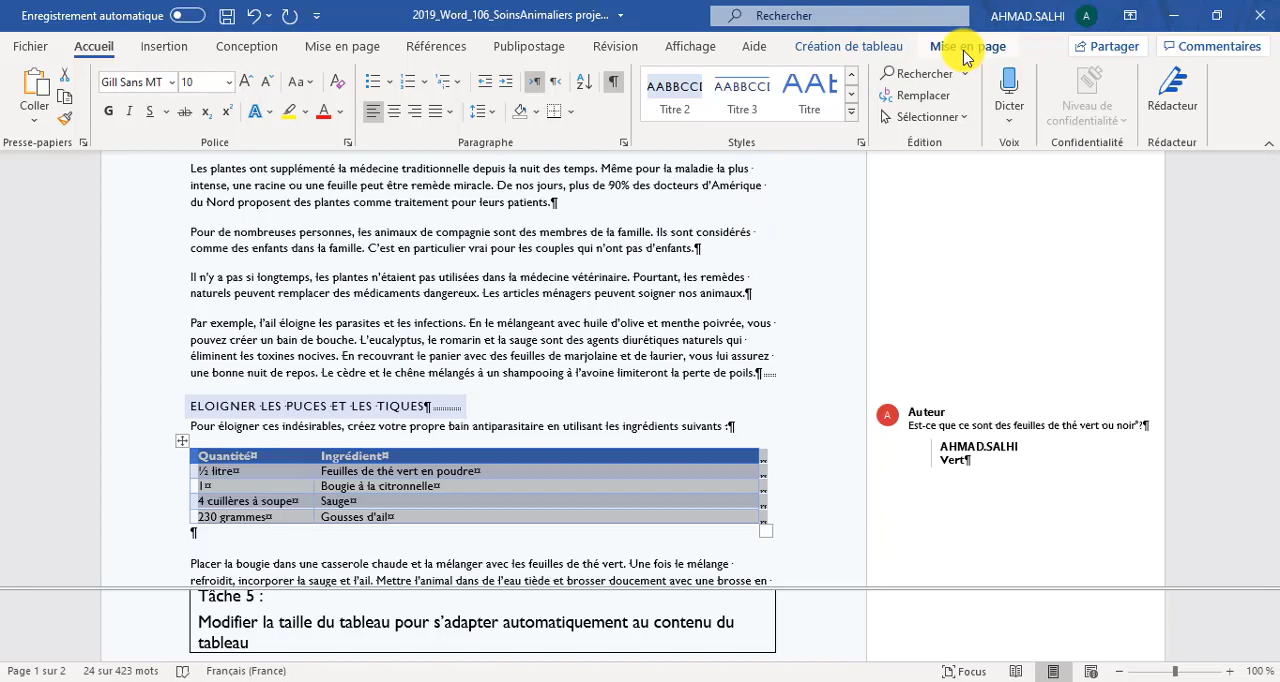 Enregistrement automatique
2019_Word_106_SoinsAnimaliers proje...
Rechercher
AHMAD.SALHI A
Fichier Accueil Insertion Conception Mise en page Références Publipostage Révision Affichage Aide Création de tableau Mise en page Partager Commentaires
Coller
Presse-papiers
Gill Sans MT 10
Police
Paragraphe
AABBCCI AABBCCI AAE
Titre 2 Titre 3 Titre
Styles
Rechercher
Remplacer
Sélectionner
Édition
Dicter
Voix
Niveau de
confidentialité
Confidentialité
Rédacteur
Rédacteur
Les plantes ont supplémenté la médecine traditionnelle depuis la nuit des temps. Même pour la maladie la plus
intense, une racine ou une feuille peut être remède miracle. De nos jours, plus de 90% des docteurs d'Amérique
du Nord proposent des plantes comme traitement pour leurs patients.¶
Pour de nombreuses personnes, les animaux de compagnie sont des membres de la famille. Ils sont considérés
comme des enfants dans la famille. C'est en particulier vrai pour les couples qui n'ont pas d'enfants.¶
Il n'y a pas si longtemps, les plantes n'étaient pas utilisées dans la médecine vétérinaire. Pourtant, les remèdes
naturels peuvent remplacer des médicaments dangereux. Les articles ménagers peuvent soigner nos animaux.¶
Par exemple, l'ail éloigne les parasites et les infections. En le mélangeant avec huile d'olive et menthe poivrée, vous
pouvez créer un bain de bouche. L'eucalyptus, le romarin et la sauge sont des agents diurétiques naturels qui
éliminent les toxines nocives. En recouvrant le panier avec des feuilles de marjolaine et de laurier, vous lui assurez
une bonne nuit de repos. Le cèdre et le chêne mélangés à un shampooing à l'avoine limiteront la perte de poils.¶
ELOIGNER LES PUCES ET LES TIQUES¶
Pour éloigner ces indésirables, créez votre propre bain antiparasitaire en utilisant les ingrédients suivants :¶
Quantité¤ Ingrédient¤
½ litre¤ Feuilles de thé vert en poudre¤
1¤ Bougie à la citronnelle¤
4 cuillères à soupe¤ Sauge¤
230 grammes¤ Gousses d'ail¤
¶
Placer la bougie dans une casserole chaude et la mélanger avec les feuilles de thé vert. Une fois le mélange
refroidit, incorporer la sauge et l'ail. Mettre l'animal dans de l'eau tiède et brosser doucement avec une brosse en
A Auteur
Est-ce que ce sont des feuilles de thé vert ou noir°?¶
AHMAD.SALHI
Vert¶
Tâche 5 :
Modifier la taille du tableau pour s'adapter automatiquement au contenu du
tableau
Page 1 sur 2 24 sur 423 mots Français (France) Focus 100 %